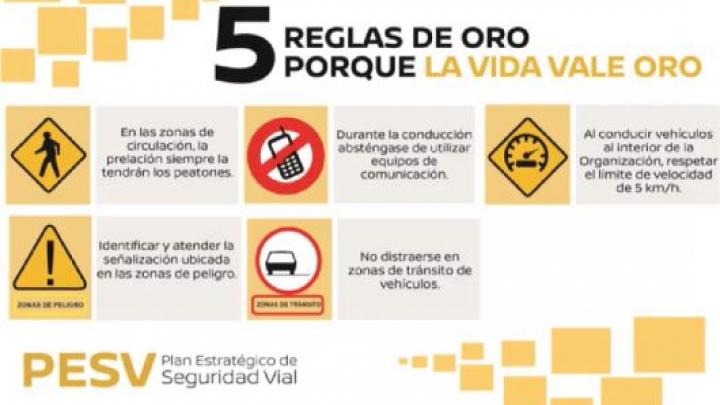 5 REGLAS DE ORO
PORQUE LA VIDA VALE ORO
En las zonas de
circulación, la
prelación siempre la
tendrán los peatones.
Durante la conducción
absténgase de utilizar
equipos de
comunicación.
Al conducir vehículos
al interior de la
Organización, respetar
el límite de velocidad
de 5 km/h.
ZONAS DE PELIGRO
Identificar y atender la
señalización ubicada
en las zonas de peligro.
ZONAS DE TRÁNSITO
No distraerse en
zonas de tránsito de
vehículos.
PESV Plan Estratégico de
Seguridad Vial